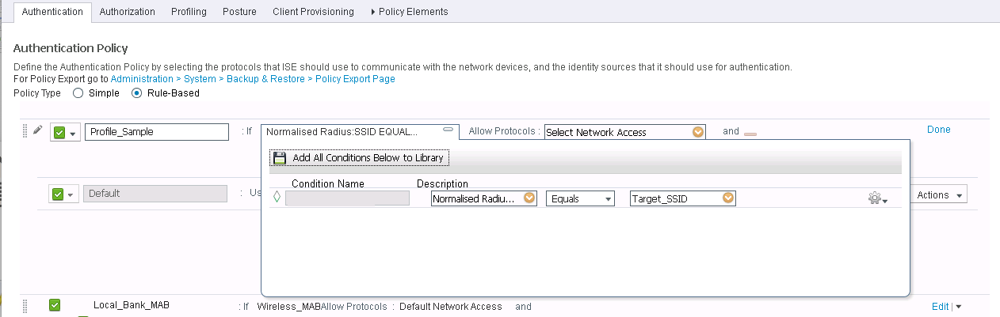 Authentication Authorization Profiling Posture Client Provisioning Policy Elements
Authentication Policy
Define the Authentication Policy by selecting the protocols that ISE should use to communicate with the network devices, and the identity sources that it should use for authentication.
For Policy Export go to Administration > System > Backup & Restore > Policy Export Page
Policy Type Simple Rule-Based
Profile_Sample : If Normalised Radius:SSID EQUAL... Allow Protocols : Select Network Access and Done
Add All Conditions Below to Library
Condition Name Description
Default : Us Normalised Radiu... Equals Target_SSID Actions
Local_Bank_MAB : If Wireless_MAB Allow Protocols : Default Network Access and Edit |